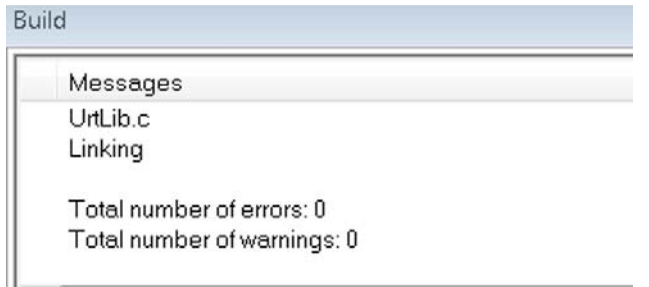 Build
Messages
UrtLib.c
Linking
Total number of errors: 0
Total number of warnings: 0